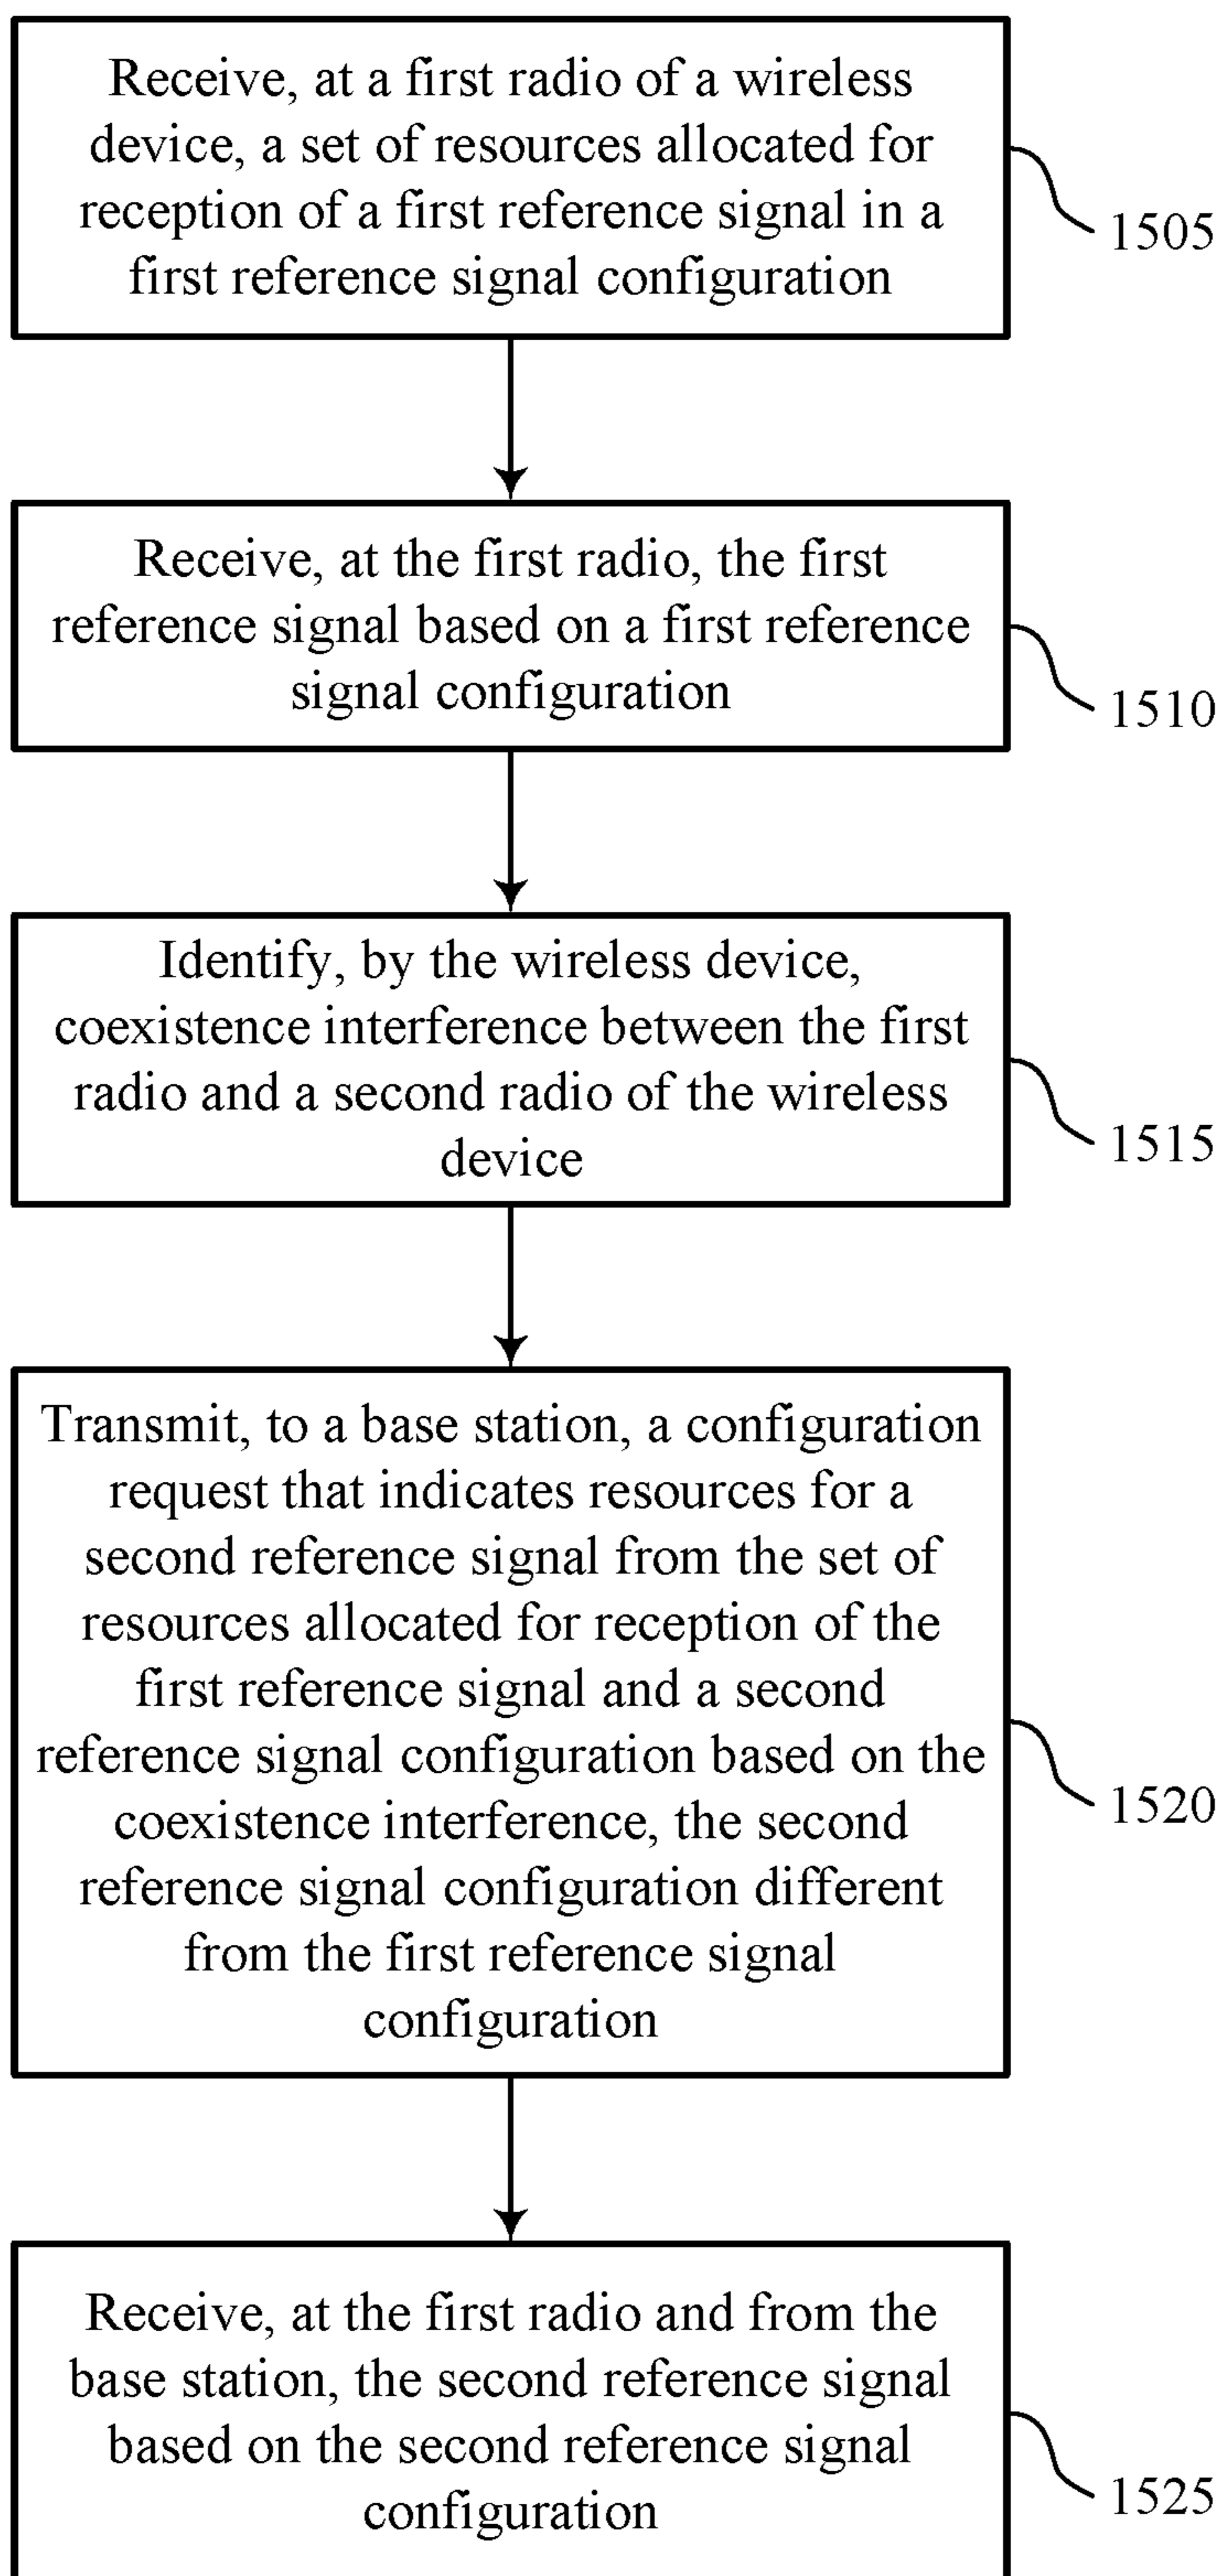 Receive, at a first radio of a wireless
device, a set of resources allocated for
reception of a first reference signal in a
first reference signal configuration
1505
Receive, at the first radio, the first
reference signal based on a first reference
signal configuration
1510
Identify, by the wireless device,
coexistence interference between the first
radio and a second radio of the wireless
device
1515
Transmit, to a base station, a configuration
request that indicates resources for a
second reference signal from the set of
resources allocated for reception of the
first reference signal and a second
reference signal configuration based on the
coexistence interference, the second
reference signal configuration different
from the first reference signal
configuration
1520
Receive, at the first radio and from the
base station, the second reference signal
based on the second reference signal
configuration
1525